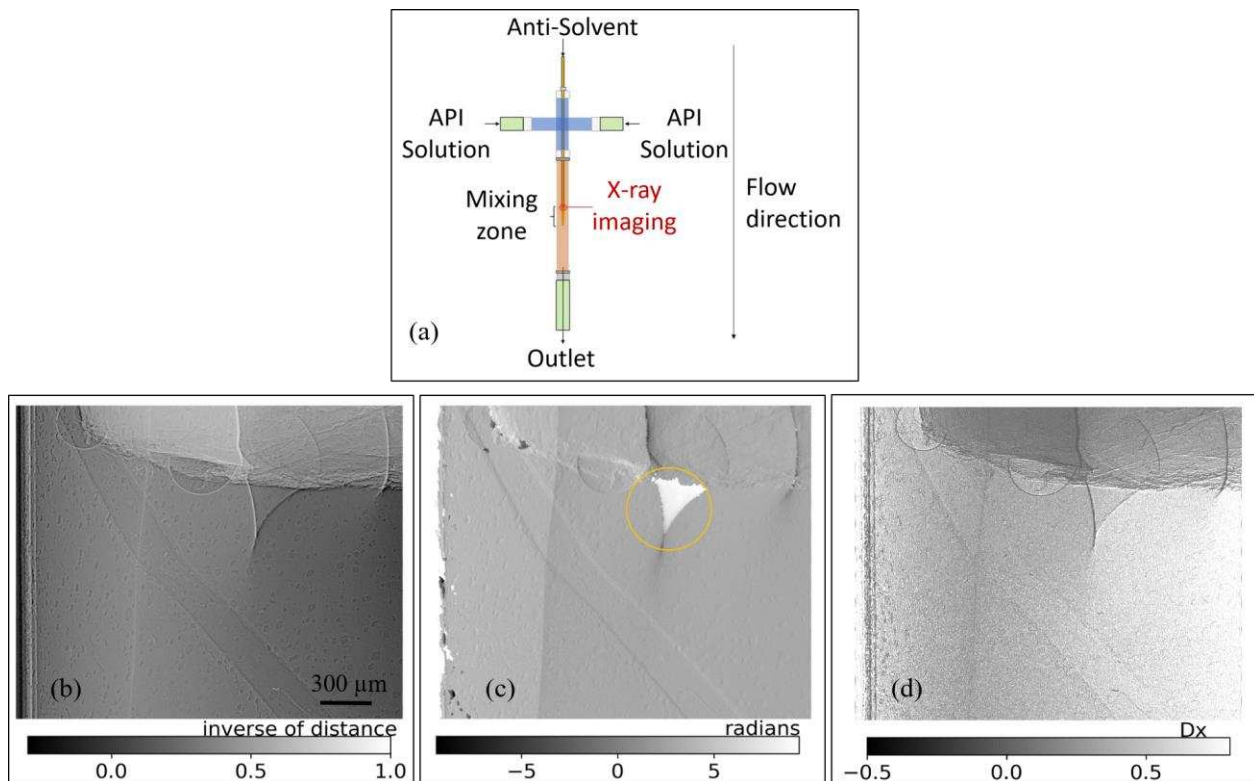 Anti-Solvent
API
Solution
API
Solution
Mixing
zone
X-ray
imaging
Flow
direction
(a)
Outlet
(b)
300 µm
inverse of distance
0.0 0.5 1.0
(c)
radians
−5 5
(d)
Dx
−0.5 0.0 0.5